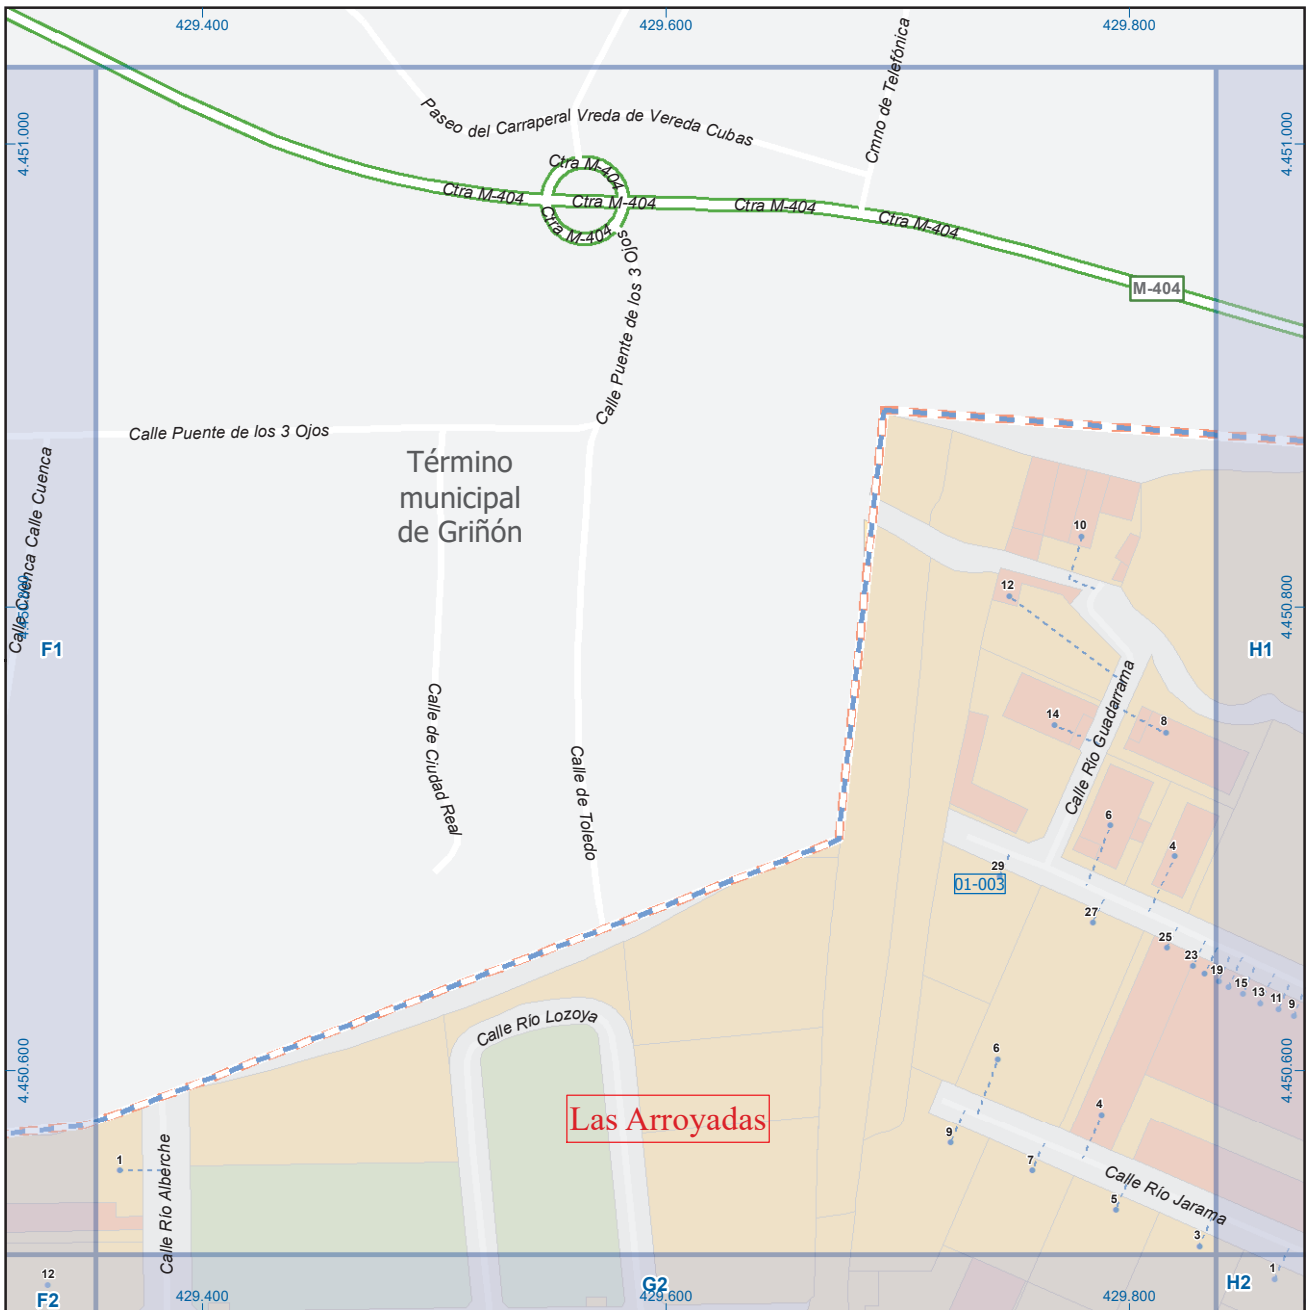 429.400
429.600
429.800
4.451.000
4.451.000
Paseo del Carraperal Vreda de Vereda Cubas
Cmno de Telefónica
Ctra M-404
Ctra M-404
Ctra M-404
Ctra M-404
Ctra M-404
Ctra M-404
M-404
Calle Puente de los 3 Ojos
Calle Puente de los 3 Ojos
Calle Cuenca Calle Cuenca
Término
municipal
de Griñón
4.450.800
4.450.800
F1
H1
10
12
14
8
Calle Río Guadarrama
Calle de Ciudad Real
Calle de Toledo
6
4
29
01-003
27
25
23
19
15
13
11
9
Calle Río Lozoya
4.450.600
4.450.600
6
Las Arroyadas
4
9
7
5
3
1
Calle Río Jarama
1
Calle Río Alberche
12
F2
G2
H2
429.400
429.600
429.800